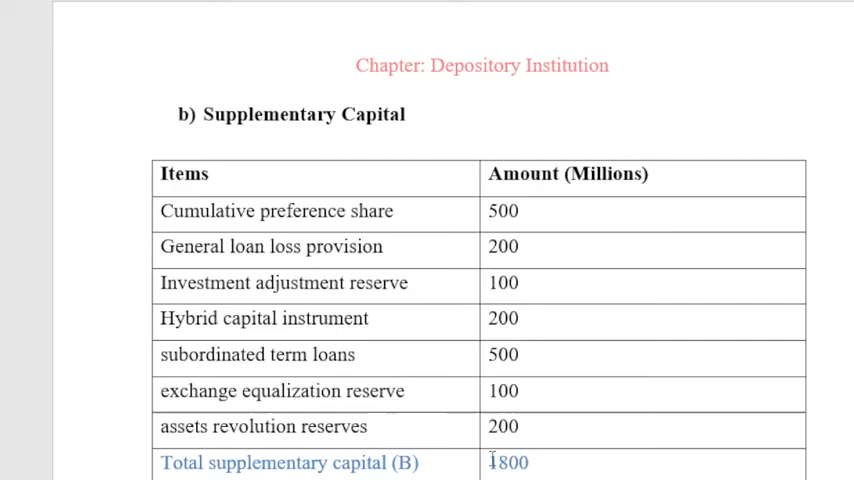 Chapter: Depository Institution
b) Supplementary Capital
Items Amount (Millions)
Cumulative preference share 500
General loan loss provision 200
Investment adjustment reserve 100
Hybrid capital instrument 200
subordinated term loans 500
exchange equalization reserve 100
assets revolution reserves 200
Total supplementary capital (B) 1800